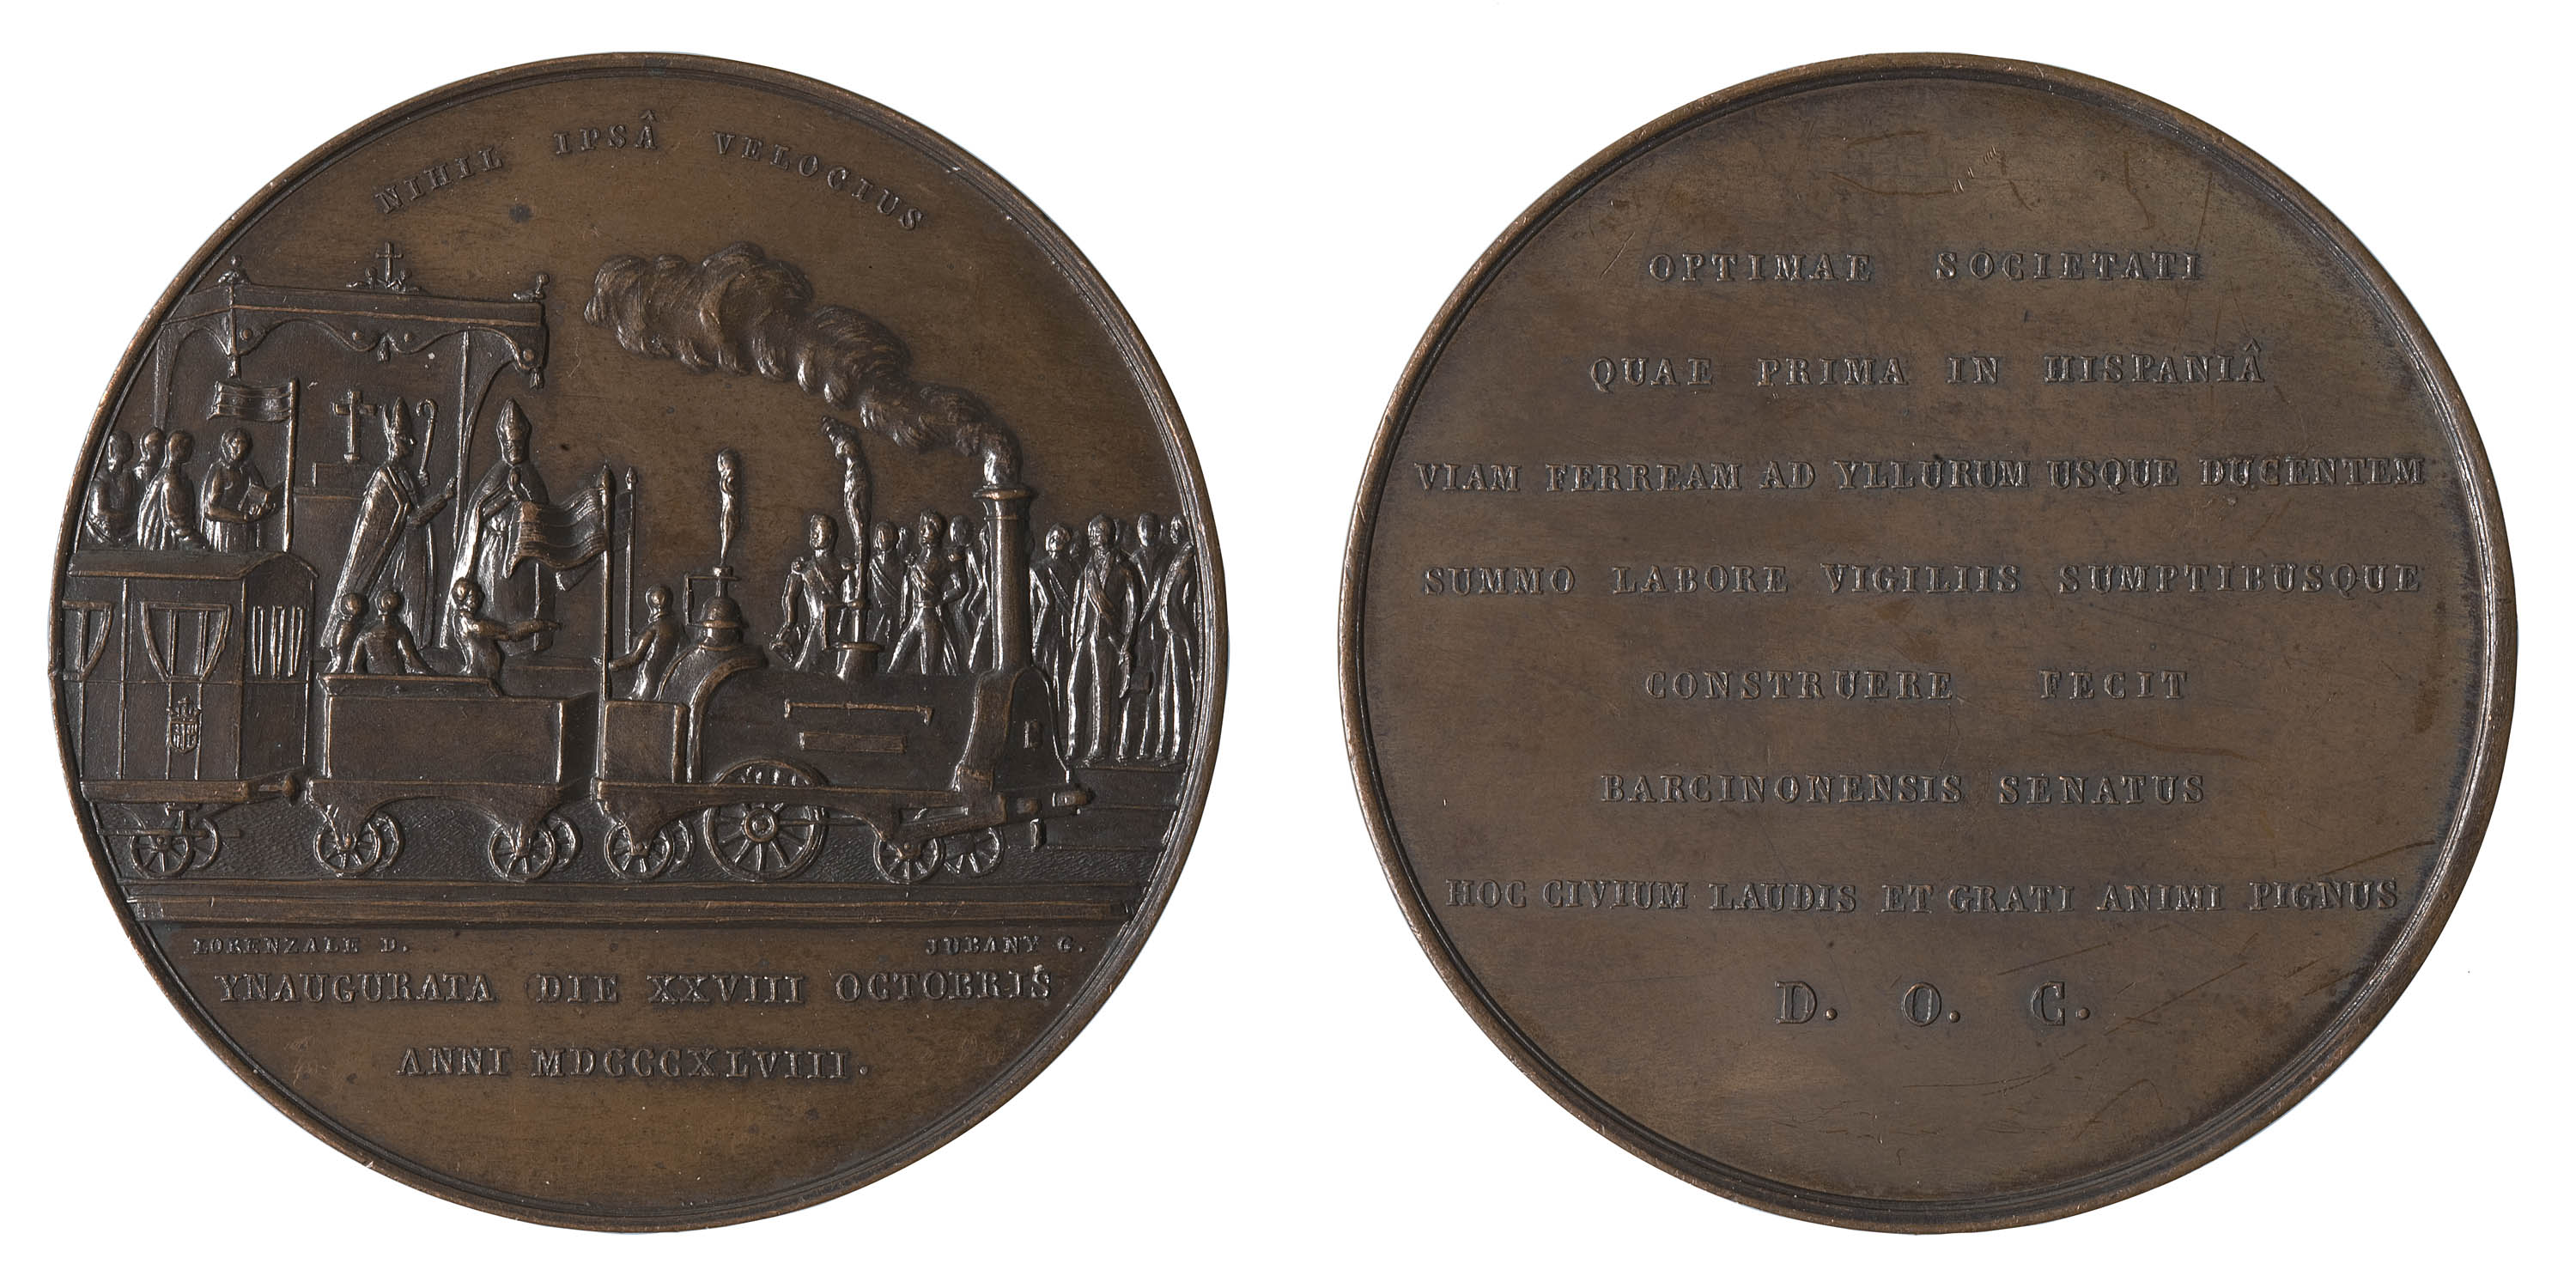 NIHIL IPSÂ VELOCIUS
LORENZALE D. JUBANY G.
YNAUGURATA DIE XXVIII OCTOBRIS
ANNI MDCCCXLVIII.
OPTIMAE SOCIETATI
QUAE PRIMA IN HISPANIÂ
VIAM FERREAM AD YLLURUM USQUE DUCENTEM
SUMMO LABORE VIGILIIS SUMPTIBUSQUE
CONSTRUERE FECIT
BARCINONENSIS SENATUS
HOC CIVIUM LAUDIS ET GRATI ANIMI PIGNUS
D. O. C.